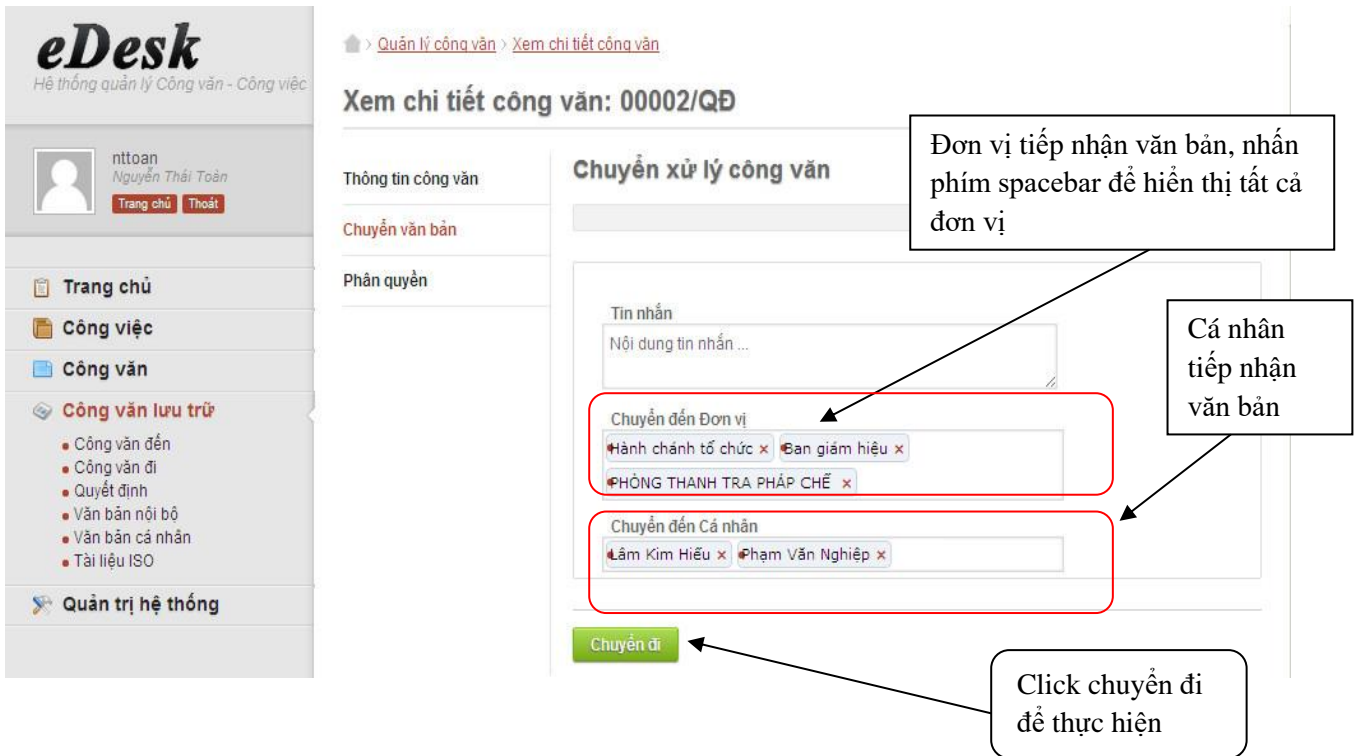 eDesk
Hệ thống quản lý Công văn - Công việc
nttoan
Nguyễn Thái Toàn
Trang chủ Thoát
Trang chủ
Công việc
Công văn
Công văn lưu trữ
Công văn đến
Công văn đi
Quyết định
Văn bản nội bộ
Văn bản cá nhân
Tài liệu ISO
Quản trị hệ thống
> Quản lý công văn > Xem chi tiết công văn
Xem chi tiết công văn: 00002/QĐ
Thông tin công văn
Chuyển văn bản
Phân quyền
Chuyển xử lý công văn
Tin nhắn
Nội dung tin nhắn ...
Chuyển đến Đơn vị
Hành chánh tổ chức × Ban giám hiệu ×
PHÒNG THANH TRA PHÁP CHẾ ×
Chuyển đến Cá nhân
Lâm Kim Hiếu × Phạm Văn Nghiệp ×
Chuyển đi
Đơn vị tiếp nhận văn bản, nhấn
phím spacebar để hiển thị tất cả
đơn vị
Cá nhân
tiếp nhận
văn bản
Click chuyển đi
để thực hiện